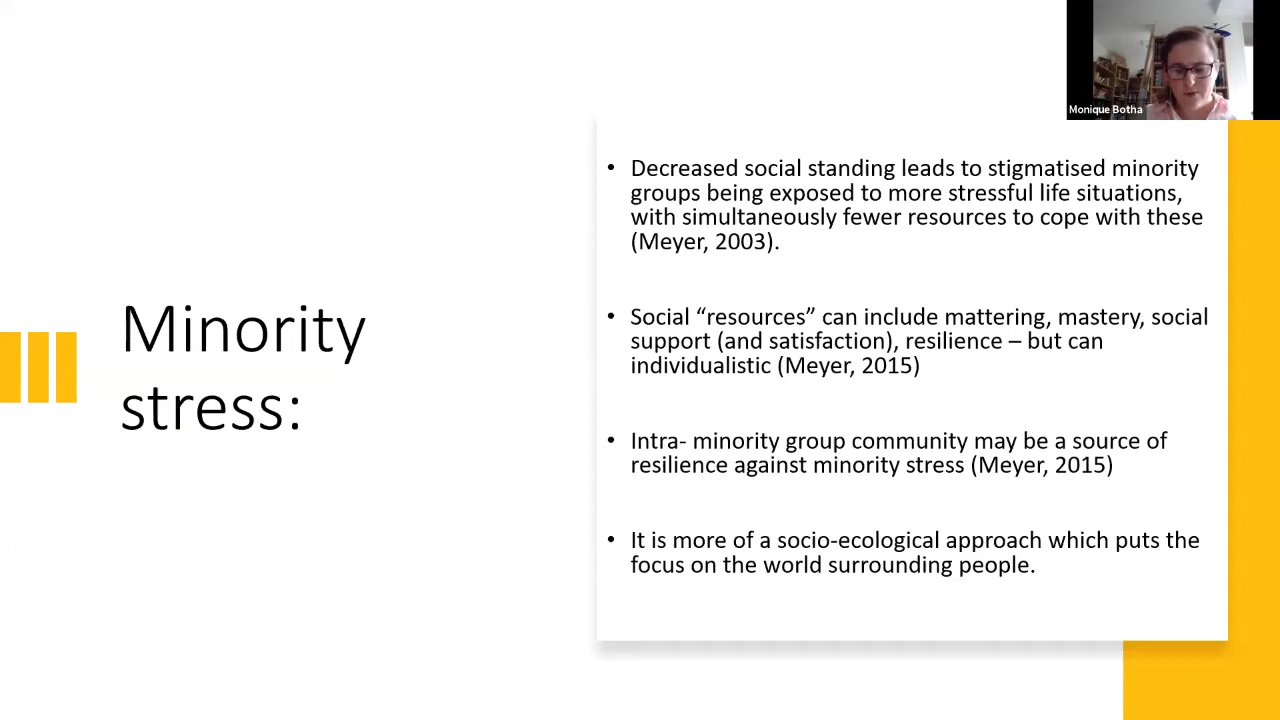 Monique Botha
Minority
stress:
• Decreased social standing leads to stigmatised minority
groups being exposed to more stressful life situations,
with simultaneously fewer resources to cope with these
(Meyer, 2003).
• Social “resources” can include mattering, mastery, social
support (and satisfaction), resilience – but can
individualistic (Meyer, 2015)
• Intra- minority group community may be a source of
resilience against minority stress (Meyer, 2015)
• It is more of a socio-ecological approach which puts the
focus on the world surrounding people.